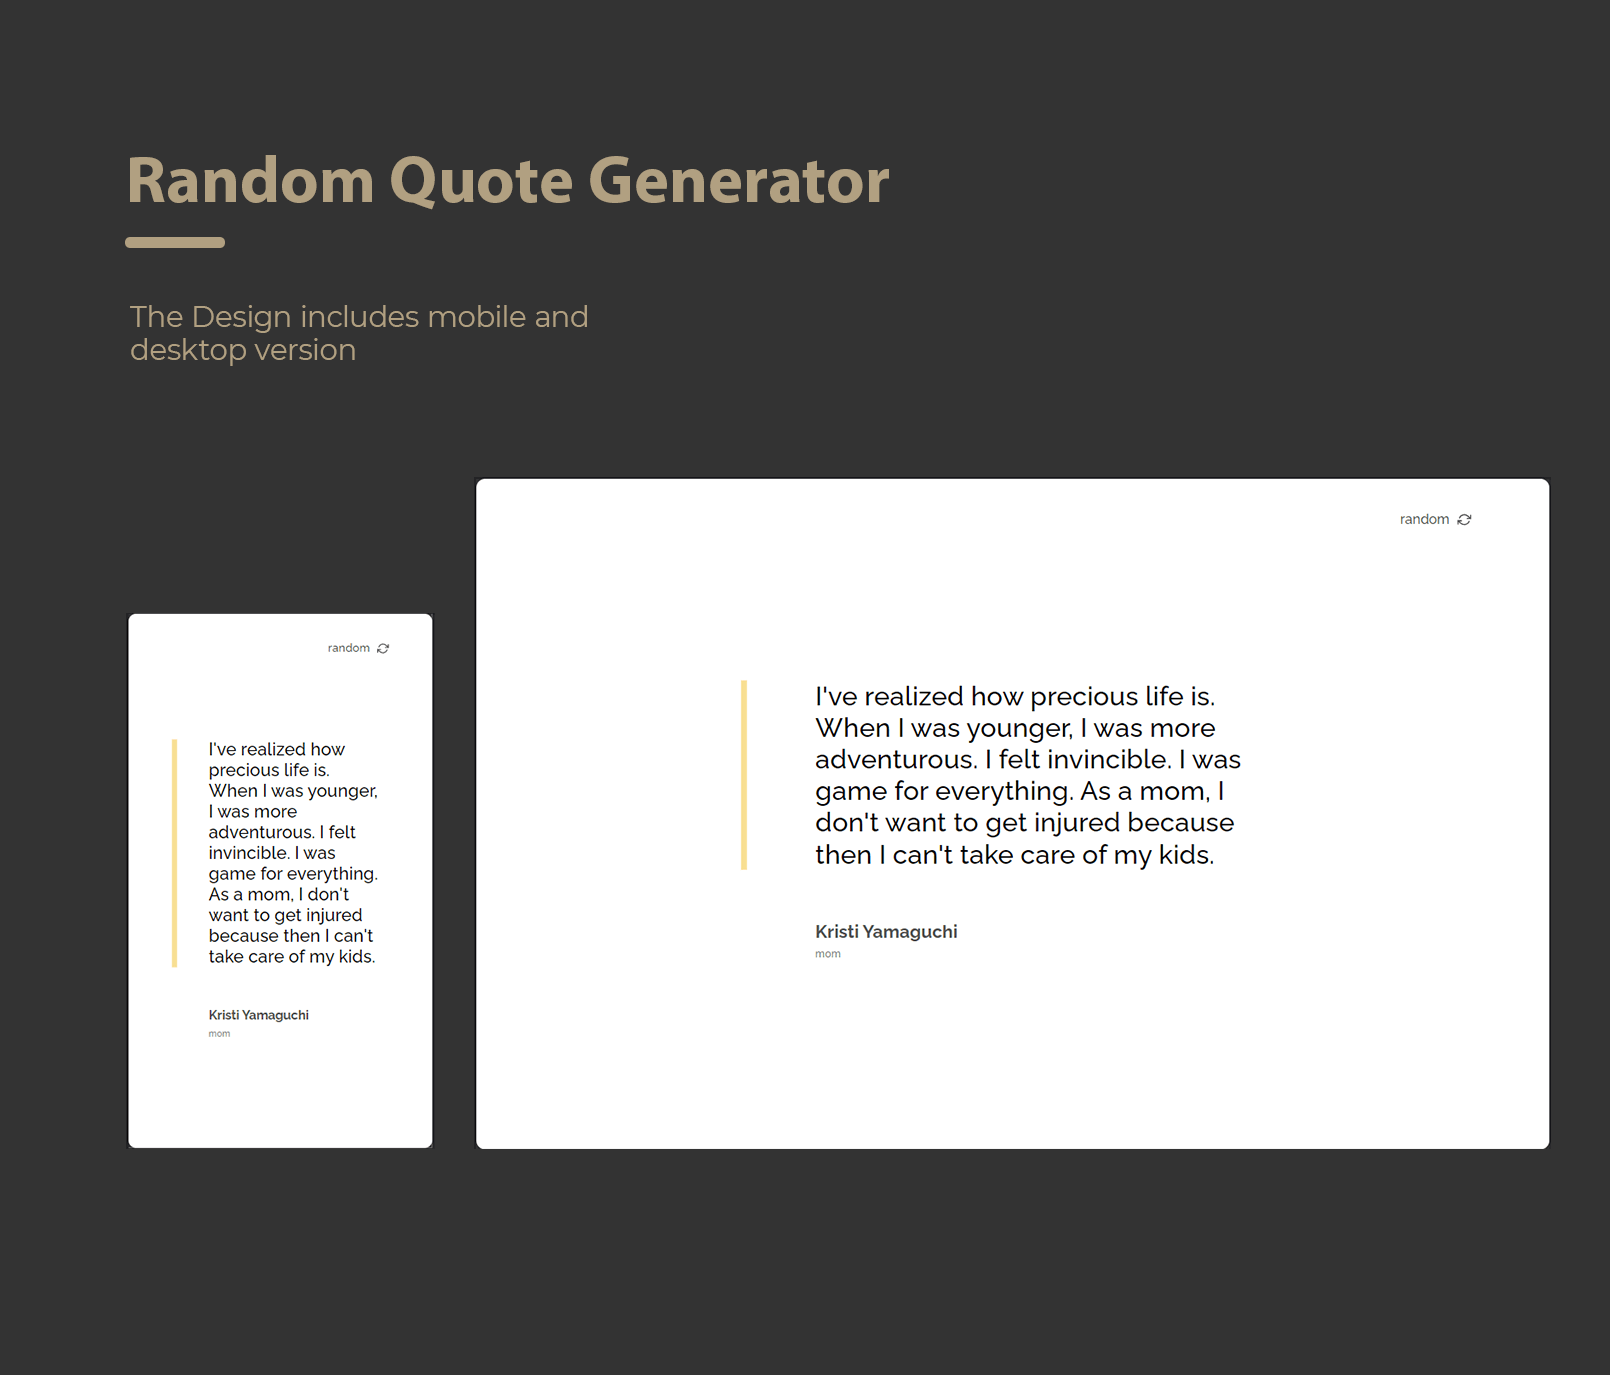 Random Quote Generator
The Design includes mobile and
desktop version
random
I've realized how
precious life is.
When I was younger,
I was more
adventurous. I felt
invincible. I was
game for everything.
As a mom, I don't
want to get injured
because then I can't
take care of my kids.
Kristi Yamaguchi
mom
random
I've realized how precious life is.
When I was younger, I was more
adventurous. I felt invincible. I was
game for everything. As a mom, I
don't want to get injured because
then I can't take care of my kids.
Kristi Yamaguchi
mom